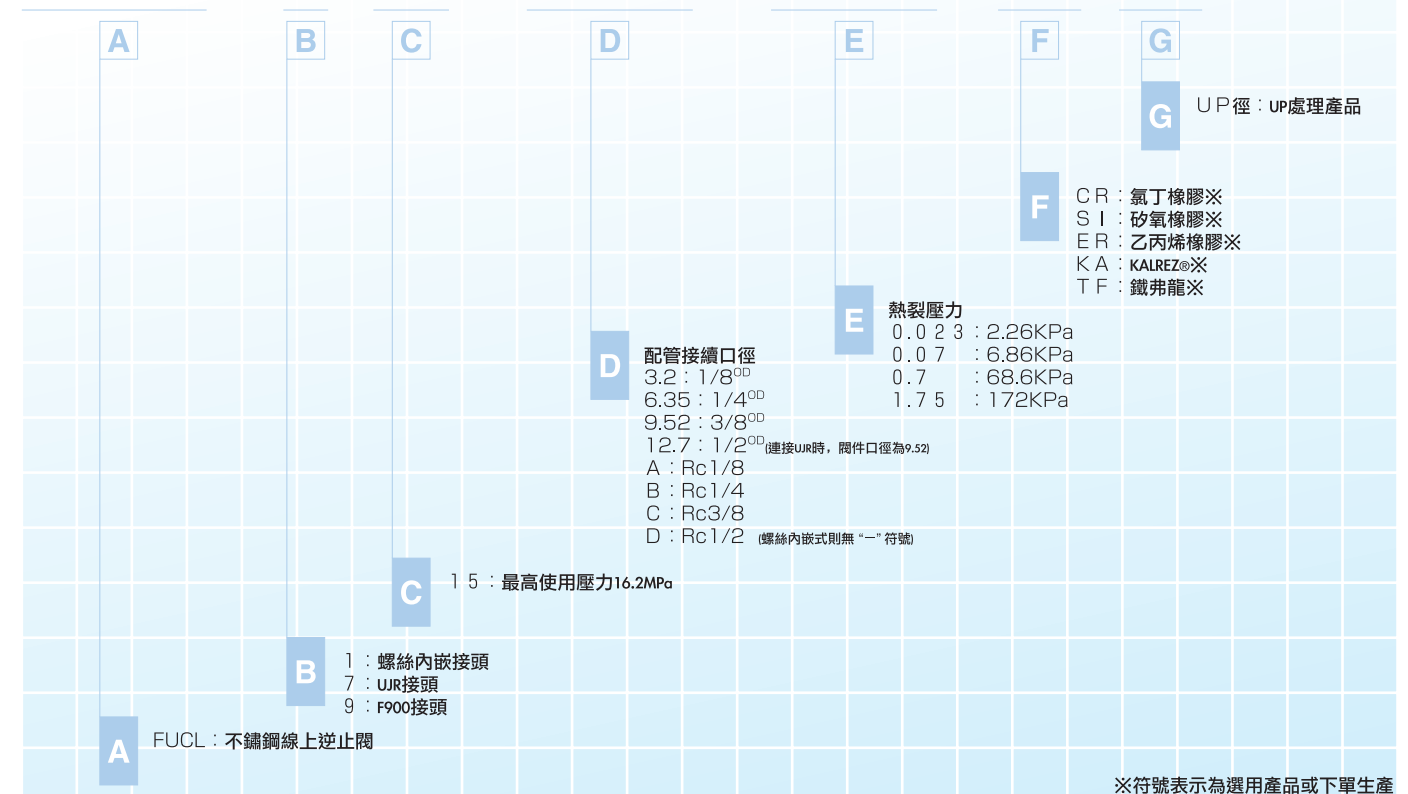 A B C D E F G
G UP徑：UP處理產品
F
CR：氯丁橡膠※
SI：矽氧橡膠※
ER：乙丙烯橡膠※
KA：KALREZ®※
TF：鐵弗龍※
E
熱裂壓力
0.023：2.26KPa
0.07：6.86KPa
0.7：68.6KPa
1.75：172KPa
D
配管接續口徑
3.2：1/8OD
6.35：1/4OD
9.52：3/8OD
12.7：1/2OD(連接UJR時，閥件口徑為9.52)
A：Rc1/8
B：Rc1/4
C：Rc3/8
D：Rc1/2 (螺絲內嵌式則無 “－” 符號)
C 15：最高使用壓力16.2MPa
B
1：螺絲內嵌接頭
7：UJR接頭
9：F900接頭
A FUCL：不鏽鋼線上逆止閥
※符號表示為選用產品或下單生產